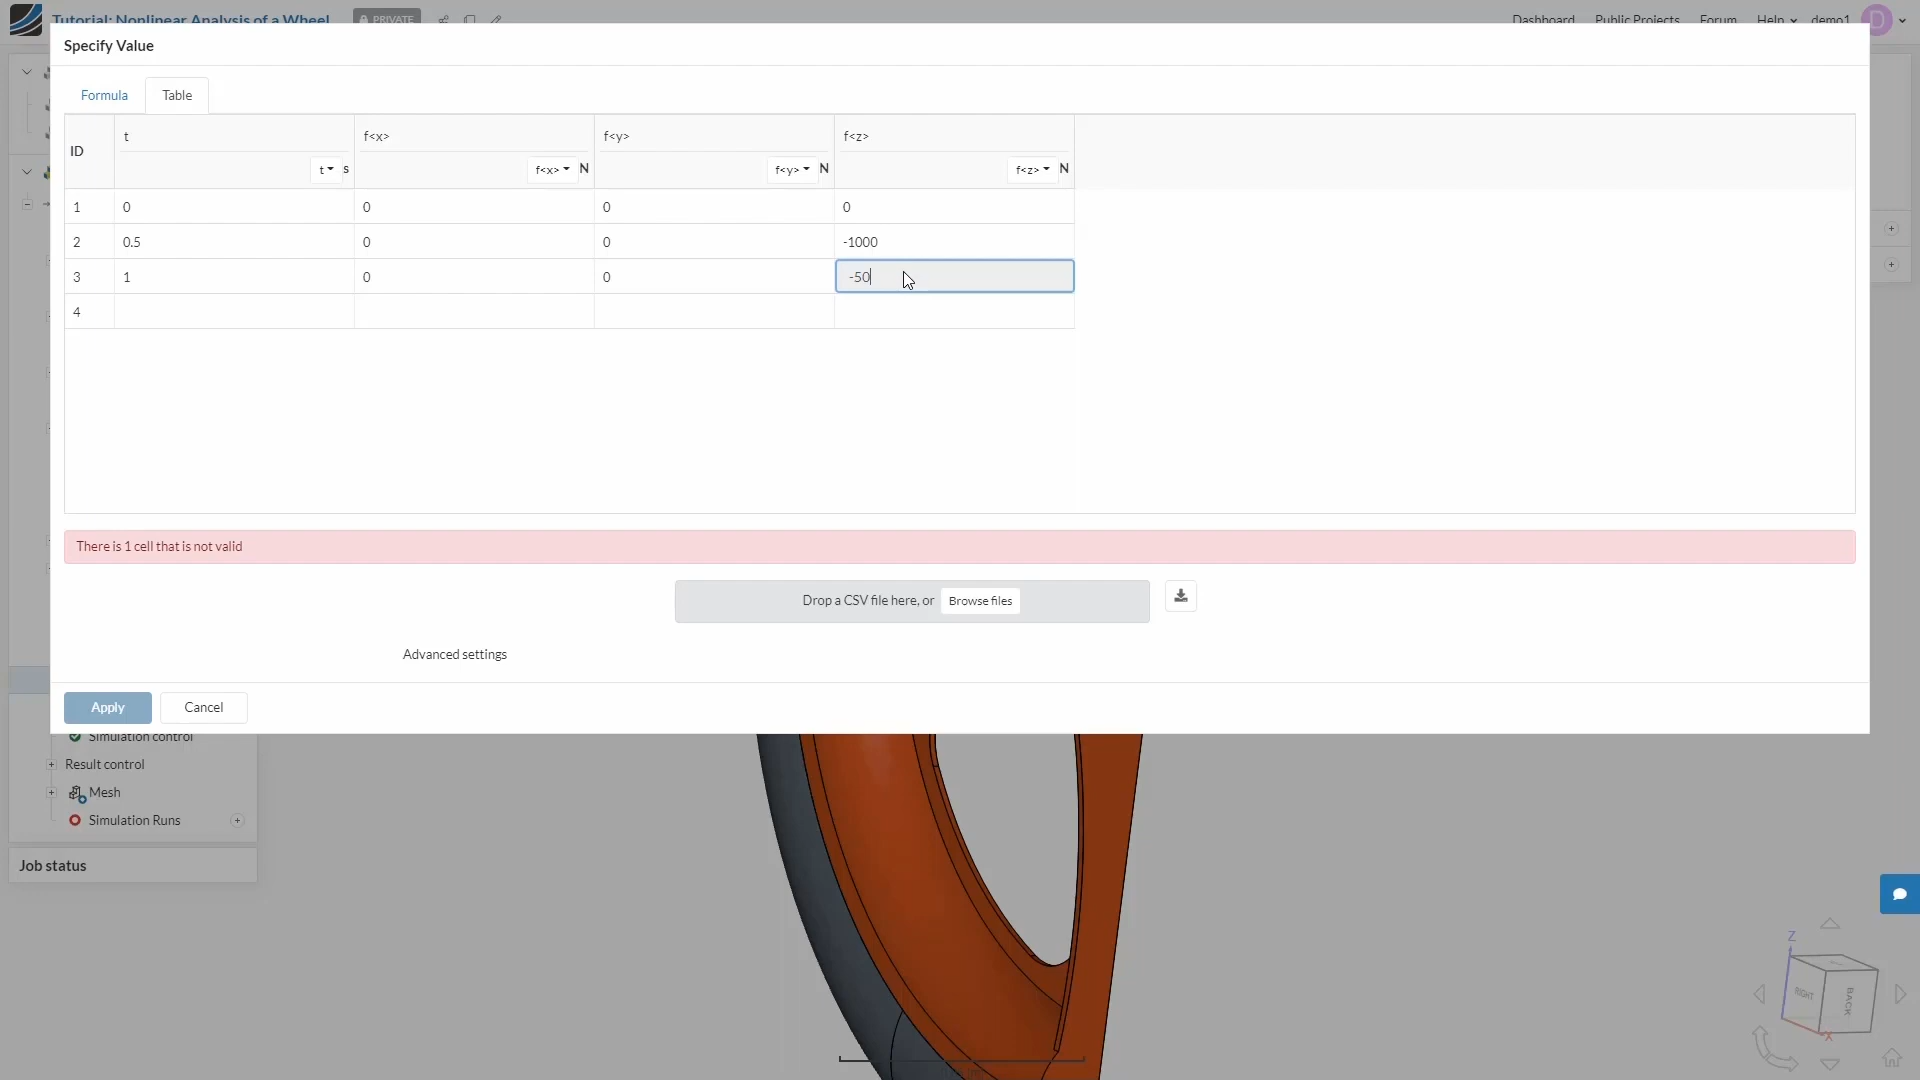 Tutorial: Nonlinear Analysis of a Wheel PRIVATE Dashboard Public Projects Forum Help demo1 D
Specify Value
Formula Table
ID t f<x> f<y> f<z>
t s f<x> N f<y> N f<z> N
1 0 0 0 0
2 0.5 0 0 -1000
3 1 0 0 -50
4
There is 1 cell that is not valid
Drop a CSV file here, or Browse files
Advanced settings
Apply Cancel
Simulation control
Result control
Mesh
Simulation Runs
Job status
Z
RIGHT BACK
X